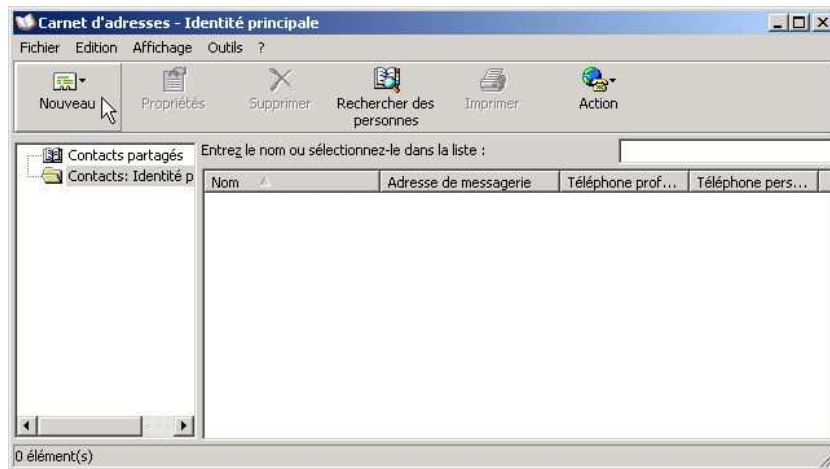 Carnet d'adresses - Identité principale
Fichier Edition Affichage Outils ?
Nouveau Propriétés Supprimer Rechercher des personnes Imprimer Action
Entrez le nom ou sélectionnez-le dans la liste :
Contacts partagés
Contacts: Identité p
Nom Adresse de messagerie Téléphone prof... Téléphone pers...
0 élément(s)